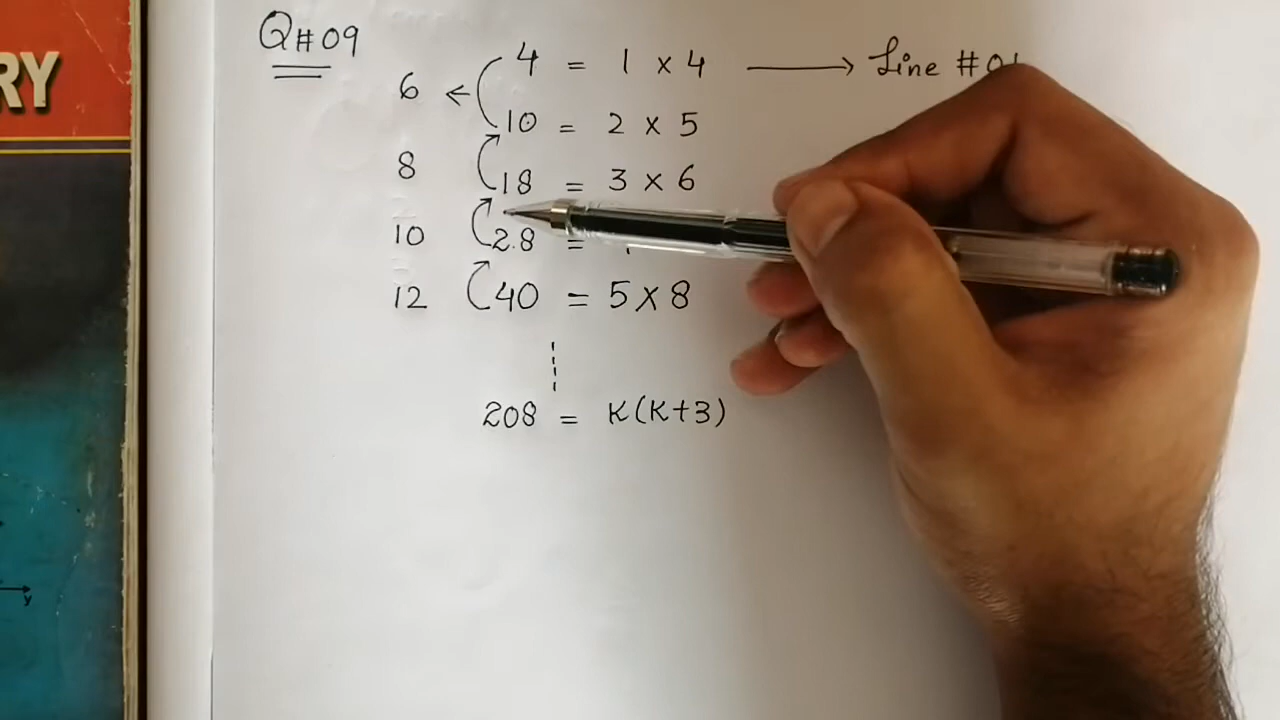 RY
Q#09
4 = 1 x 4 → Line #01
6 ←
10 = 2 x 5
8
18 = 3 x 6
10
28 =
12
40 = 5 x 8
208 = K(K+3)
y